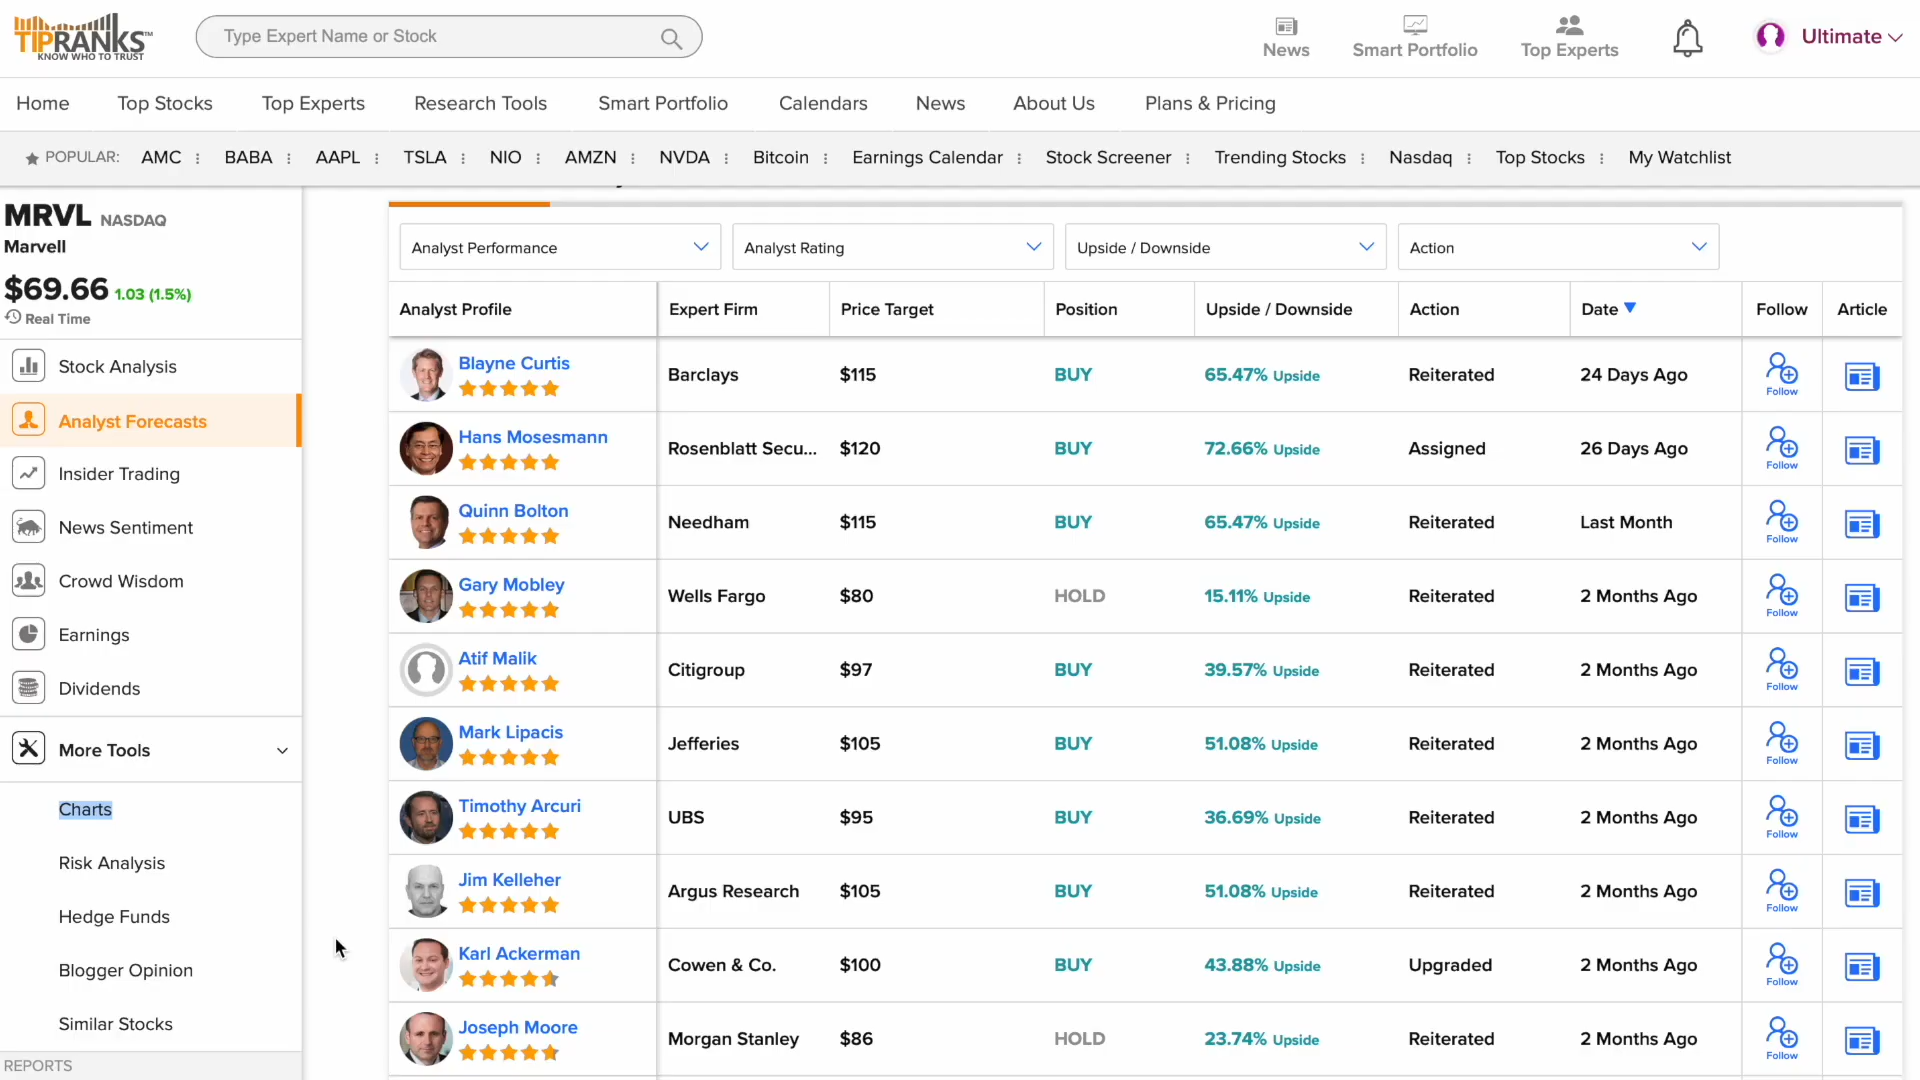 TIPRANKS™
KNOW WHO TO TRUST
Type Expert Name or Stock
News
Smart Portfolio
Top Experts
Ultimate
Home
Top Stocks
Top Experts
Research Tools
Smart Portfolio
Calendars
News
About Us
Plans & Pricing
POPULAR:
AMC
BABA
AAPL
TSLA
NIO
AMZN
NVDA
Bitcoin
Earnings Calendar
Stock Screener
Trending Stocks
Nasdaq
Top Stocks
My Watchlist
MRVL NASDAQ
Marvell
$69.66 1.03 (1.5%)
Real Time
Stock Analysis
Analyst Forecasts
Insider Trading
News Sentiment
Crowd Wisdom
Earnings
Dividends
More Tools
Charts
Risk Analysis
Hedge Funds
Blogger Opinion
Similar Stocks
REPORTS
Analyst Performance
Analyst Rating
Upside / Downside
Action
Analyst Profile Expert Firm Price Target Position Upside / Downside Action Date Follow Article
Blayne Curtis Barclays $115 BUY 65.47% Upside Reiterated 24 Days Ago Follow
Hans Mosesmann Rosenblatt Secu... $120 BUY 72.66% Upside Assigned 26 Days Ago Follow
Quinn Bolton Needham $115 BUY 65.47% Upside Reiterated Last Month Follow
Gary Mobley Wells Fargo $80 HOLD 15.11% Upside Reiterated 2 Months Ago Follow
Atif Malik Citigroup $97 BUY 39.57% Upside Reiterated 2 Months Ago Follow
Mark Lipacis Jefferies $105 BUY 51.08% Upside Reiterated 2 Months Ago Follow
Timothy Arcuri UBS $95 BUY 36.69% Upside Reiterated 2 Months Ago Follow
Jim Kelleher Argus Research $105 BUY 51.08% Upside Reiterated 2 Months Ago Follow
Karl Ackerman Cowen & Co. $100 BUY 43.88% Upside Upgraded 2 Months Ago Follow
Joseph Moore Morgan Stanley $86 HOLD 23.74% Upside Reiterated 2 Months Ago Follow